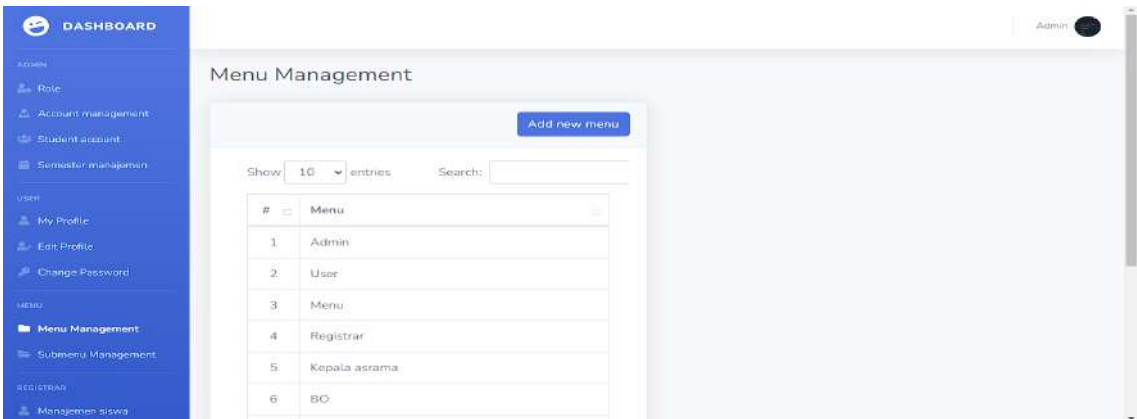 DASHBOARD
Admin
ADMIN
Role
Account management
Student account
Semester manajemen
USER
My Profile
Edit Profile
Change Password
MENU
Menu Management
Submenu Management
REGISTRAR
Manajemen siswa
Menu Management
Add new menu
Show 10 entries Search:
# Menu
1 Admin
2 User
3 Menu
4 Registrar
5 Kepala asrama
6 BO